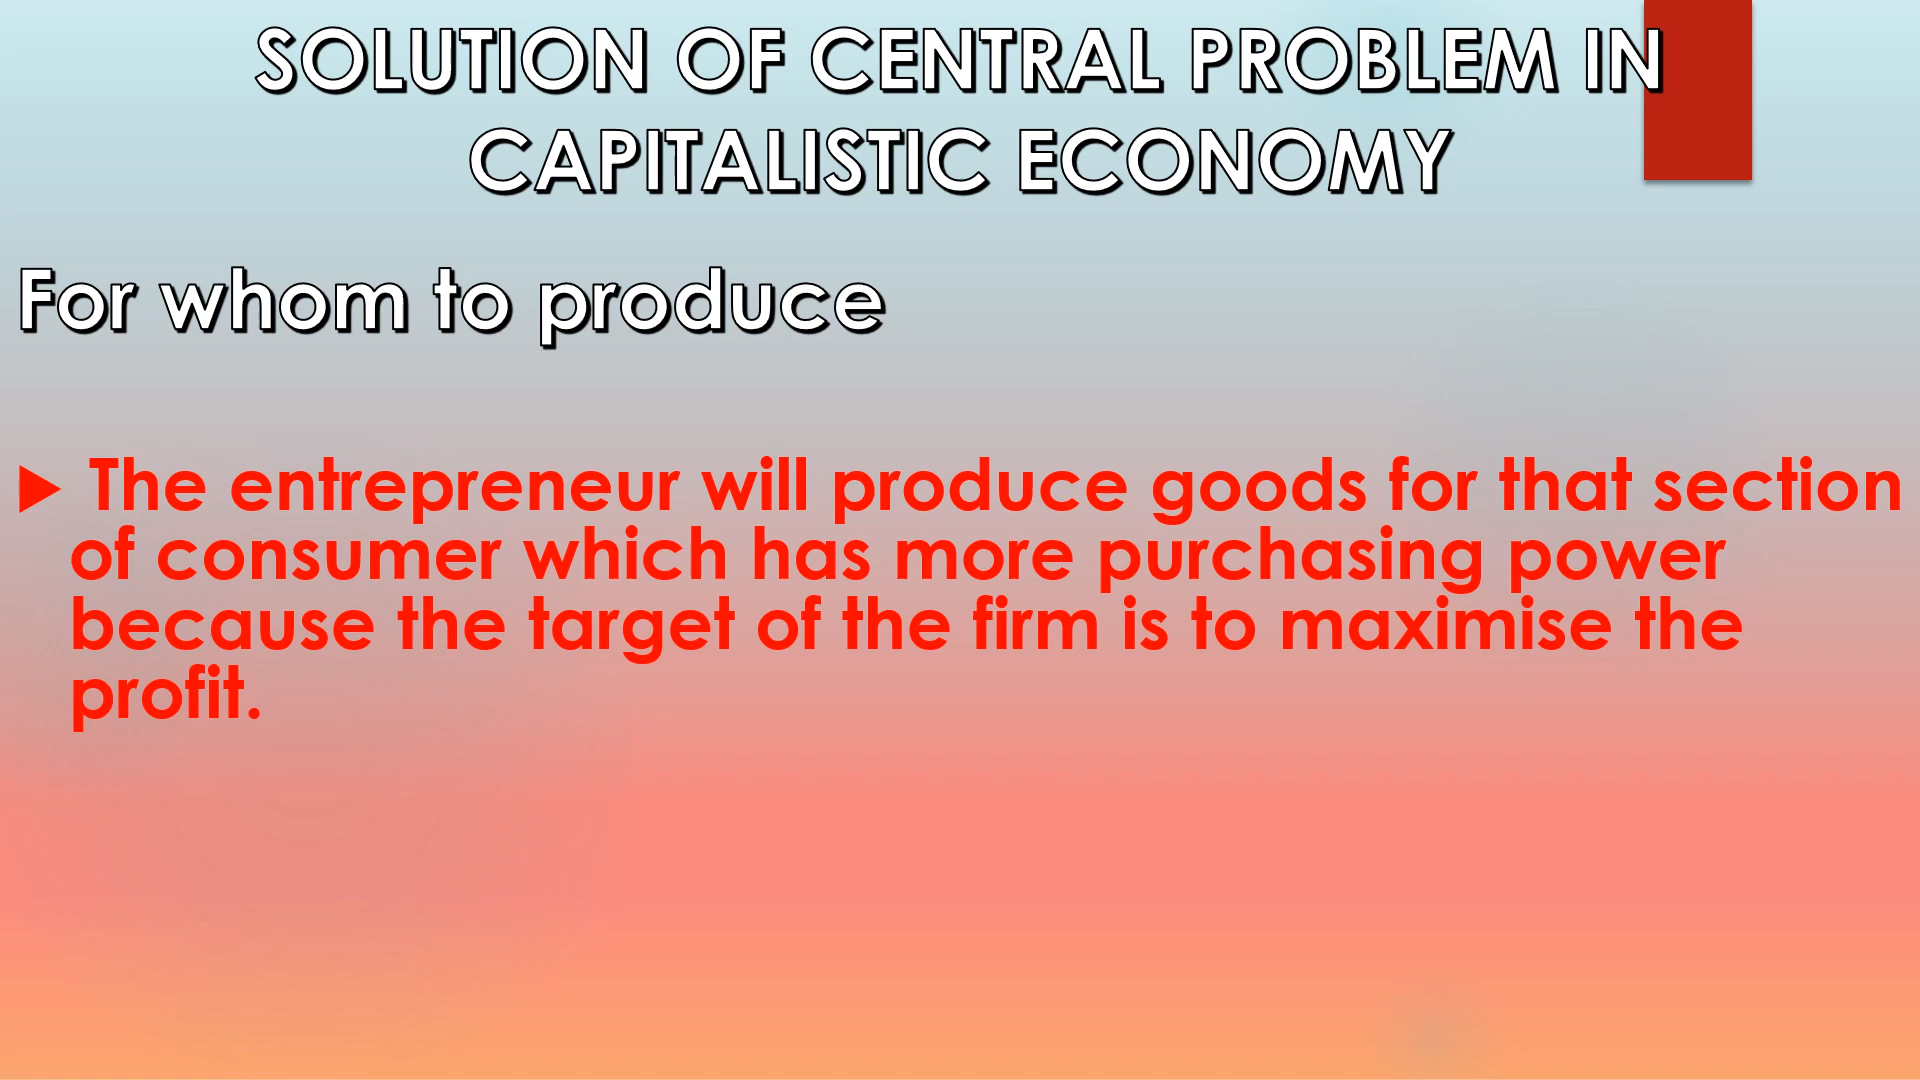 SOLUTION OF CENTRAL PROBLEM IN
CAPITALISTIC ECONOMY
For whom to produce
The entrepreneur will produce goods for that section
of consumer which has more purchasing power
because the target of the firm is to maximise the
profit.